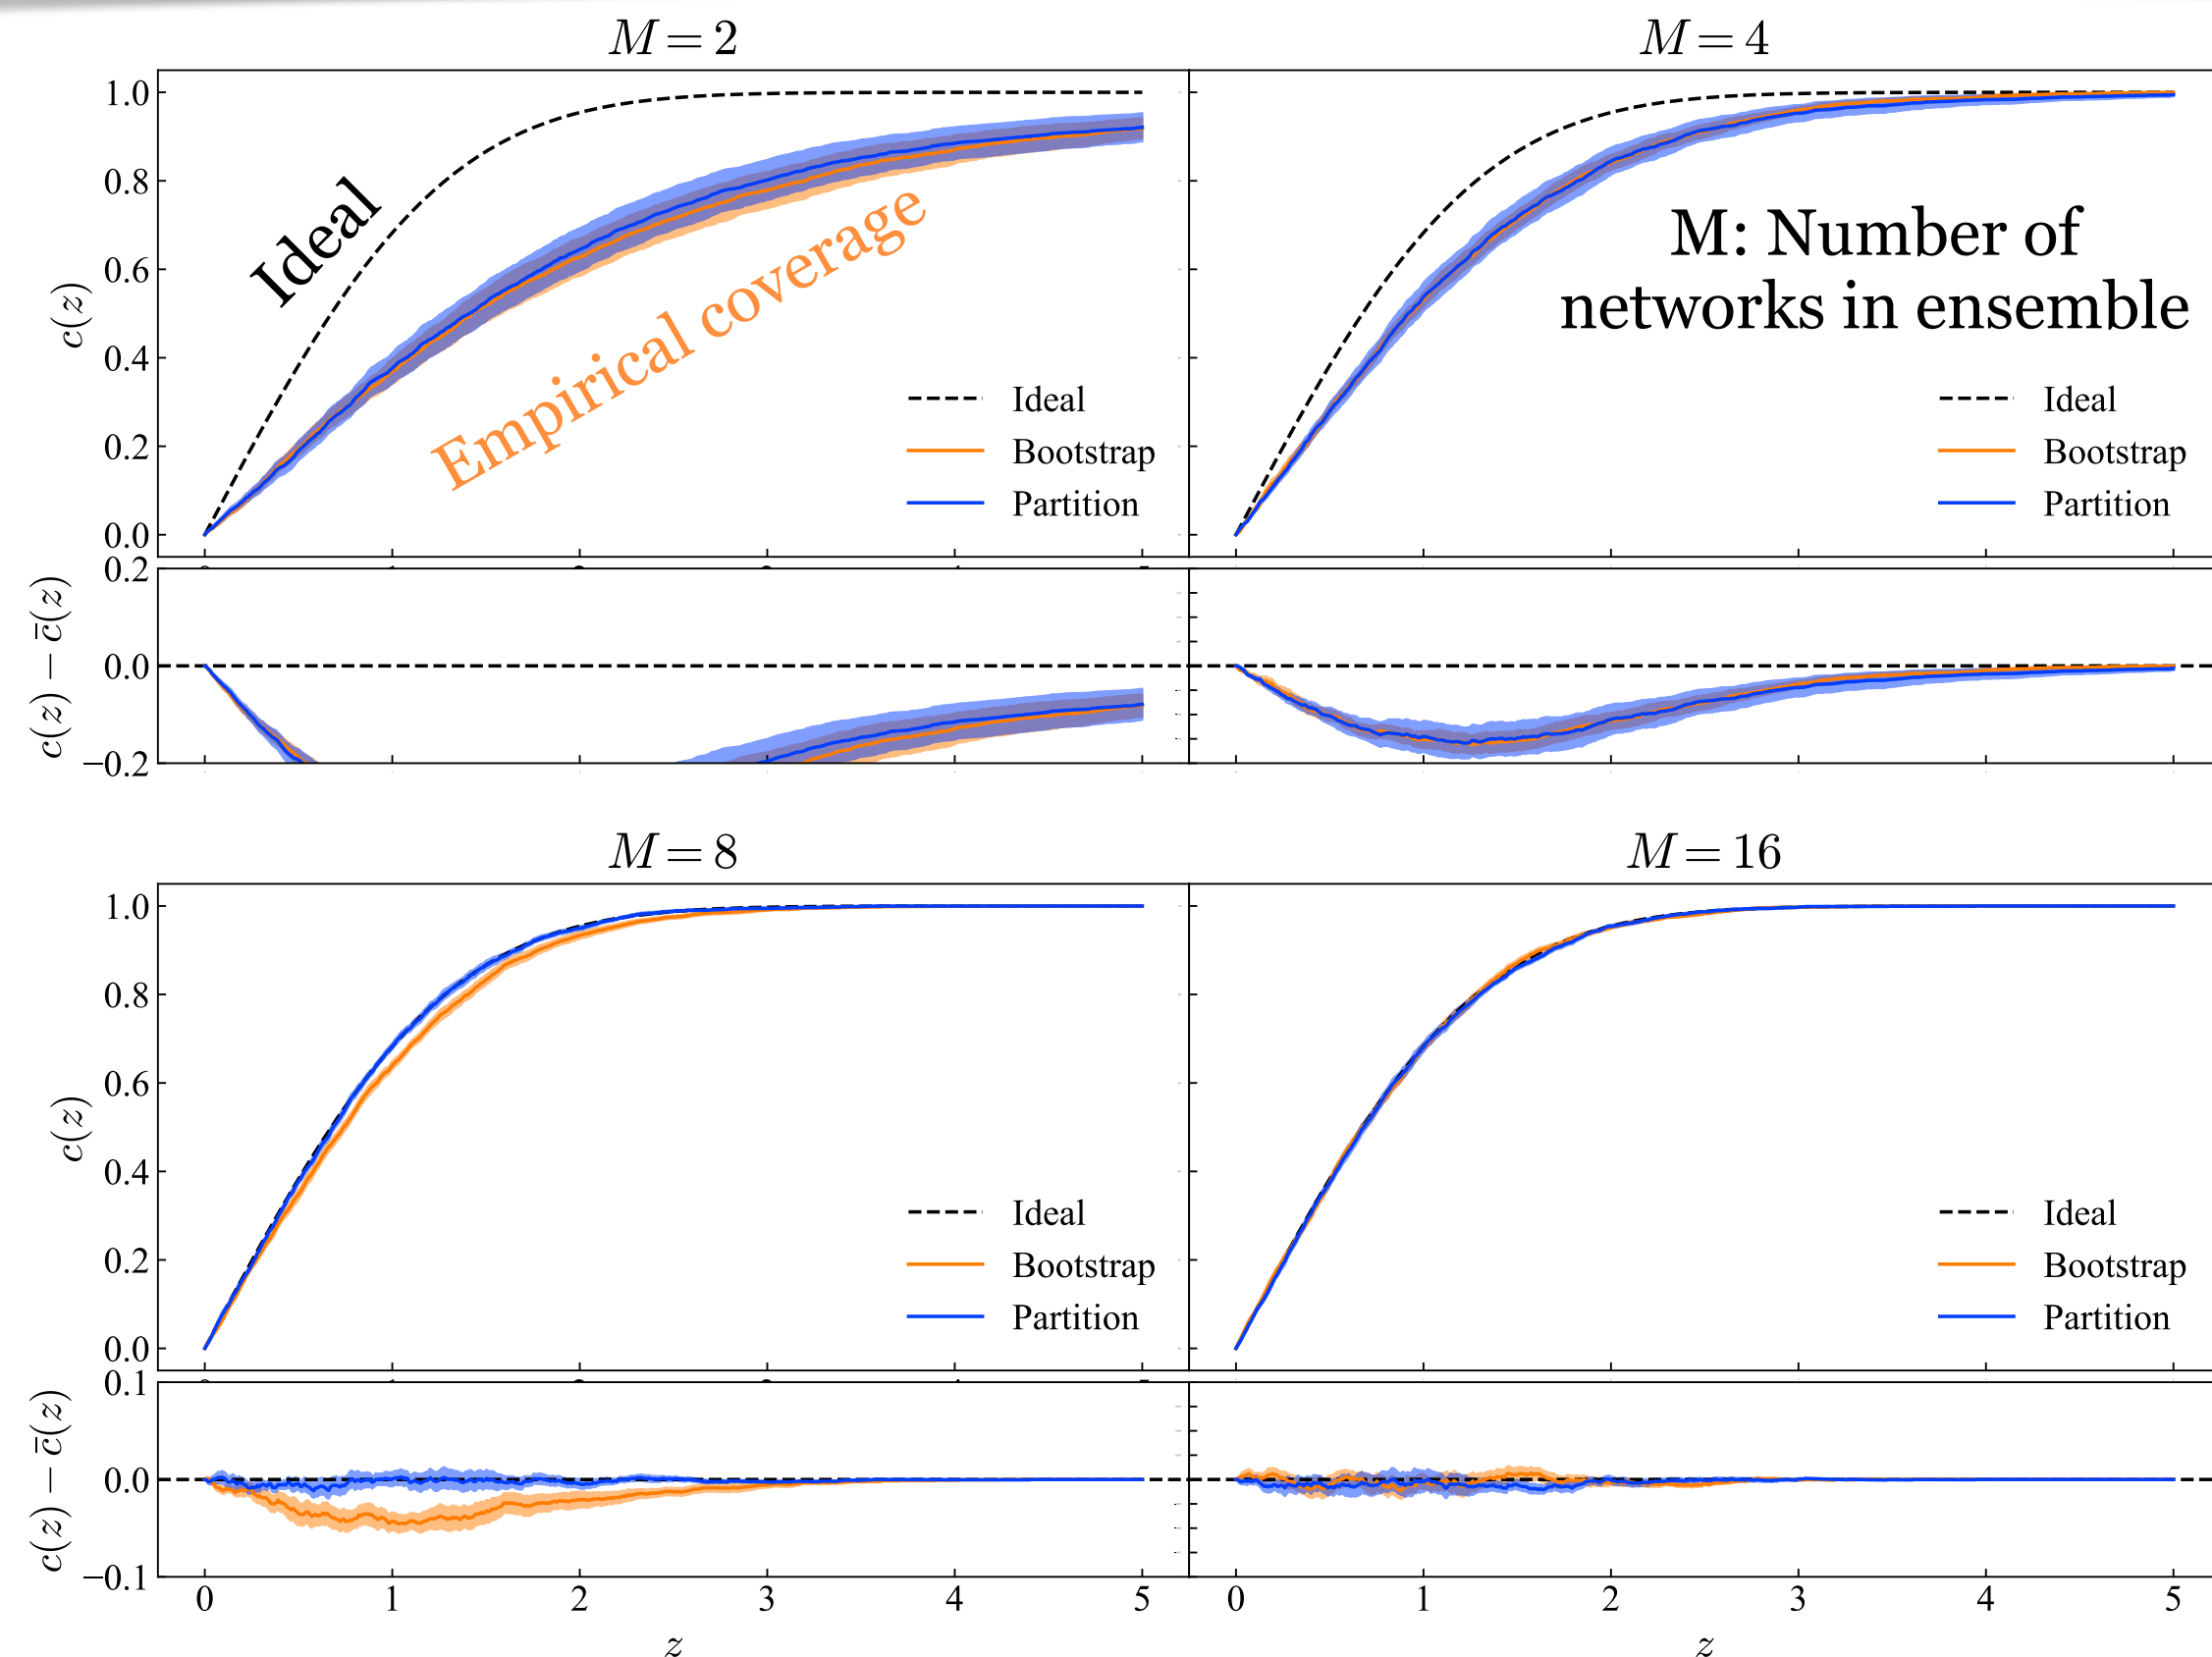 M = 2
M = 4
1.0
0.8
0.6
0.4
0.2
0.0
c(z)
Ideal
Empirical coverage
Ideal
Bootstrap
Partition
M: Number of
networks in ensemble
Ideal
Bootstrap
Partition
0.2
0.0
−0.2
c(z) − c̄(z)
M = 8
M = 16
1.0
0.8
0.6
0.4
0.2
0.0
c(z)
Ideal
Bootstrap
Partition
Ideal
Bootstrap
Partition
0.1
0.0
−0.1
c(z) − c̄(z)
0 1 2 3 4 5
0 1 2 3 4 5
z
z